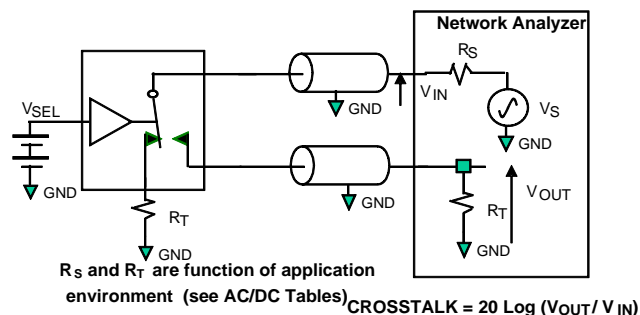 Network Analyzer
RS
GND
VIN
VS
GND
VSEL
GND
GND
RT
GND
RT
VOUT
GND
RS and RT are function of application
environment (see AC/DC Tables)
CROSSTALK = 20 Log (VOUT/ VIN)